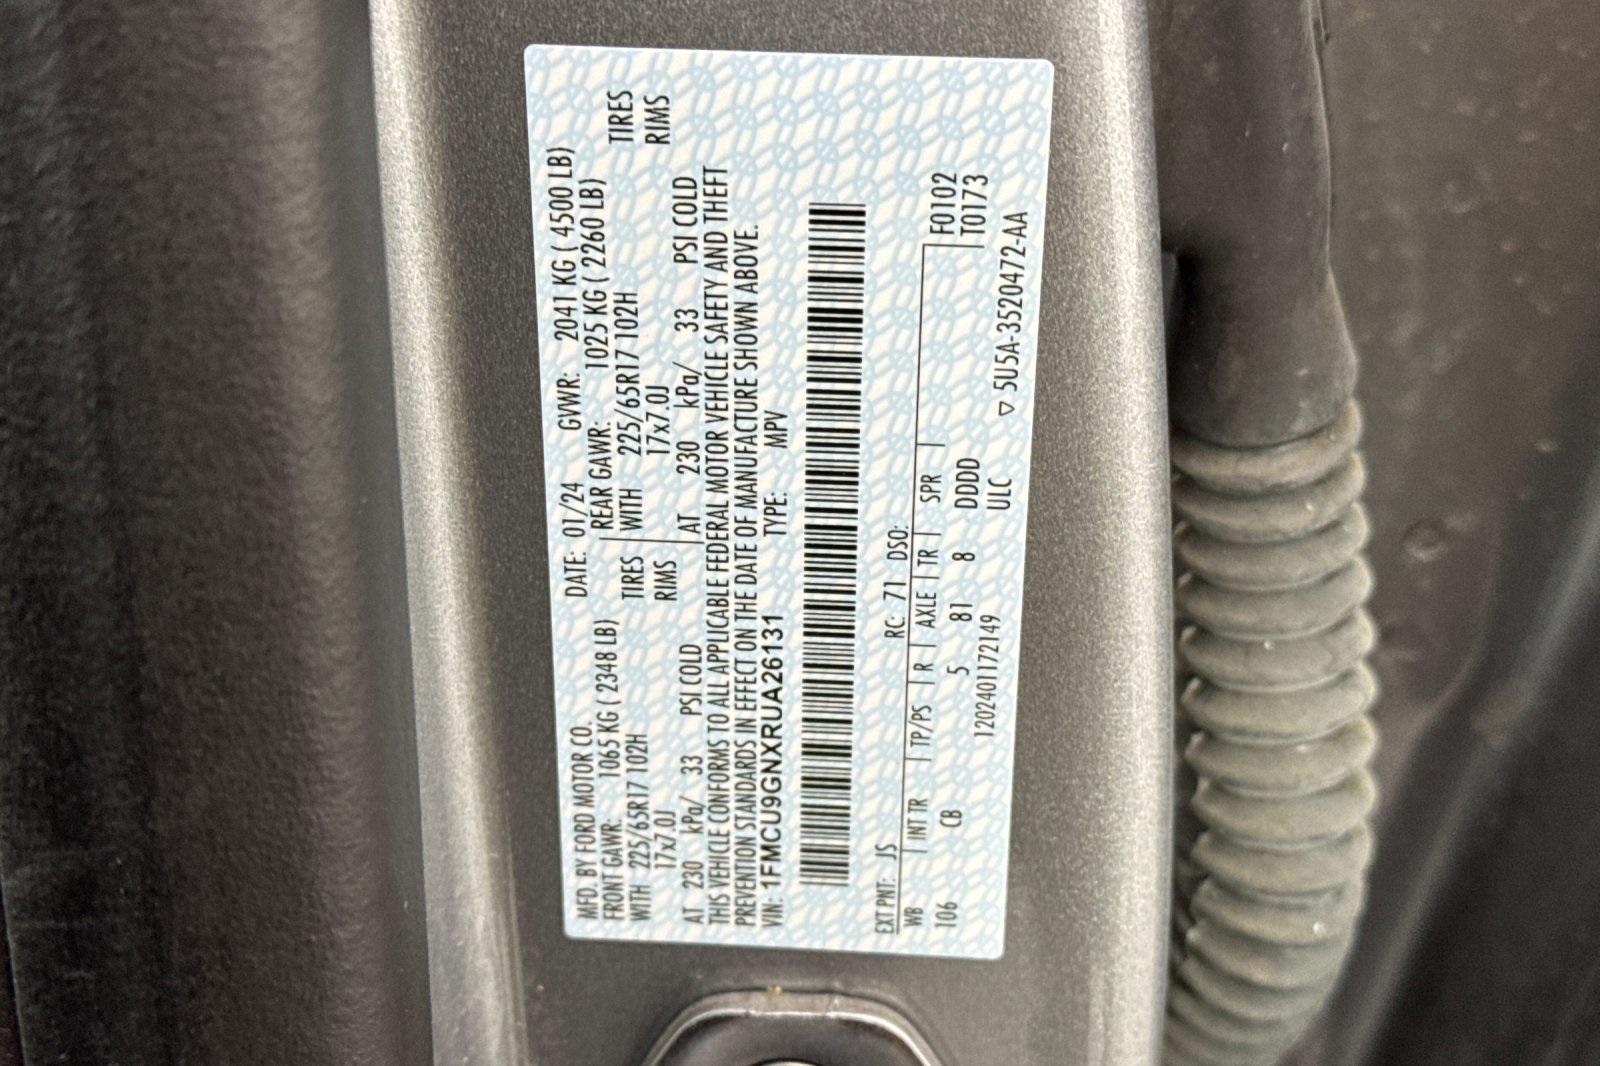 MFD. BY FORD MOTOR CO. DATE: 01/24 GVWR: 2041 KG ( 4500 LB)
FRONT GAWR: 1065 KG ( 2348 LB) REAR GAWR: 1025 KG ( 2260 LB)
WITH 225/65R17 102H TIRES WITH 225/65R17 102H TIRES
17x7.0J RIMS 17x7.0J RIMS
AT 230 kPa/ 33 PSI COLD AT 230 kPa/ 33 PSI COLD
THIS VEHICLE CONFORMS TO ALL APPLICABLE FEDERAL MOTOR VEHICLE SAFETY AND THEFT
PREVENTION STANDARDS IN EFFECT ON THE DATE OF MANUFACTURE SHOWN ABOVE.
VIN: 1FMCU9GNXRUA26131 TYPE: MPV
EXT PNT: JS RC: 71 DSO:
WB INT TR TP/PS R AXLE TR SPR F0102
106 CB 5 81 8 DDDD T0173
12024011721​49 ULC ▽ 5U5A-3520472-AA